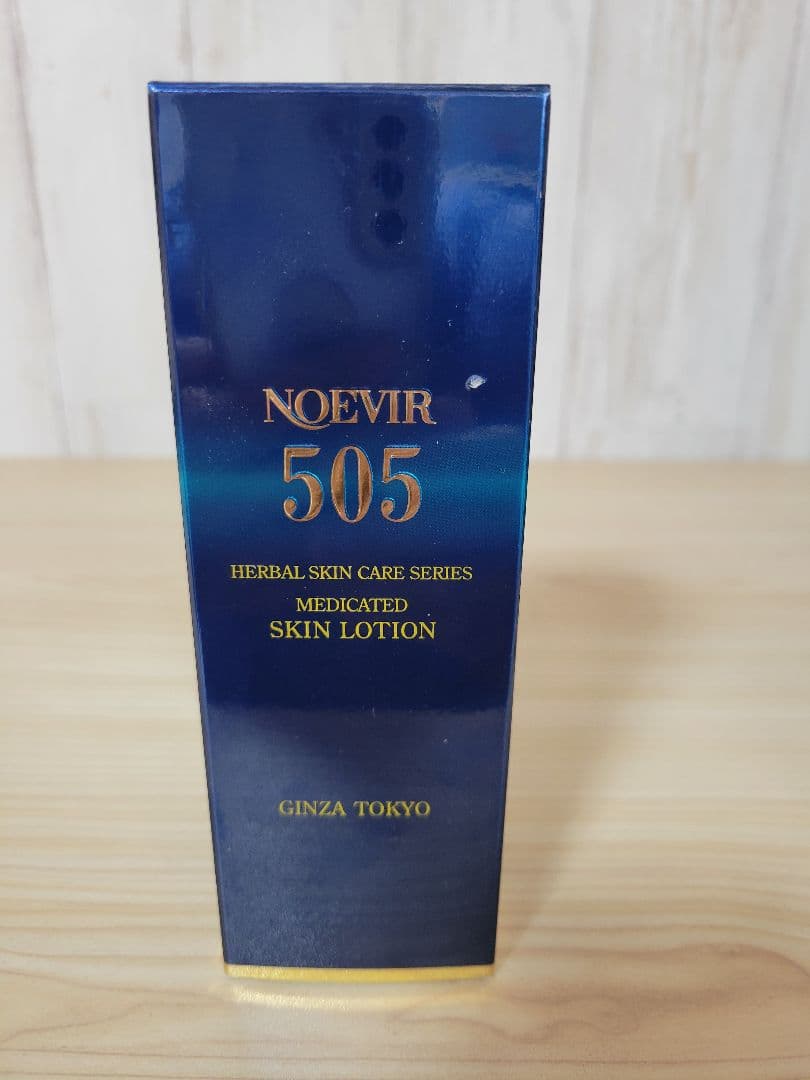 NOEVIR
505
HERBAL SKIN CARE SERIES
MEDICATED
SKIN LOTION
GINZA TOKYO